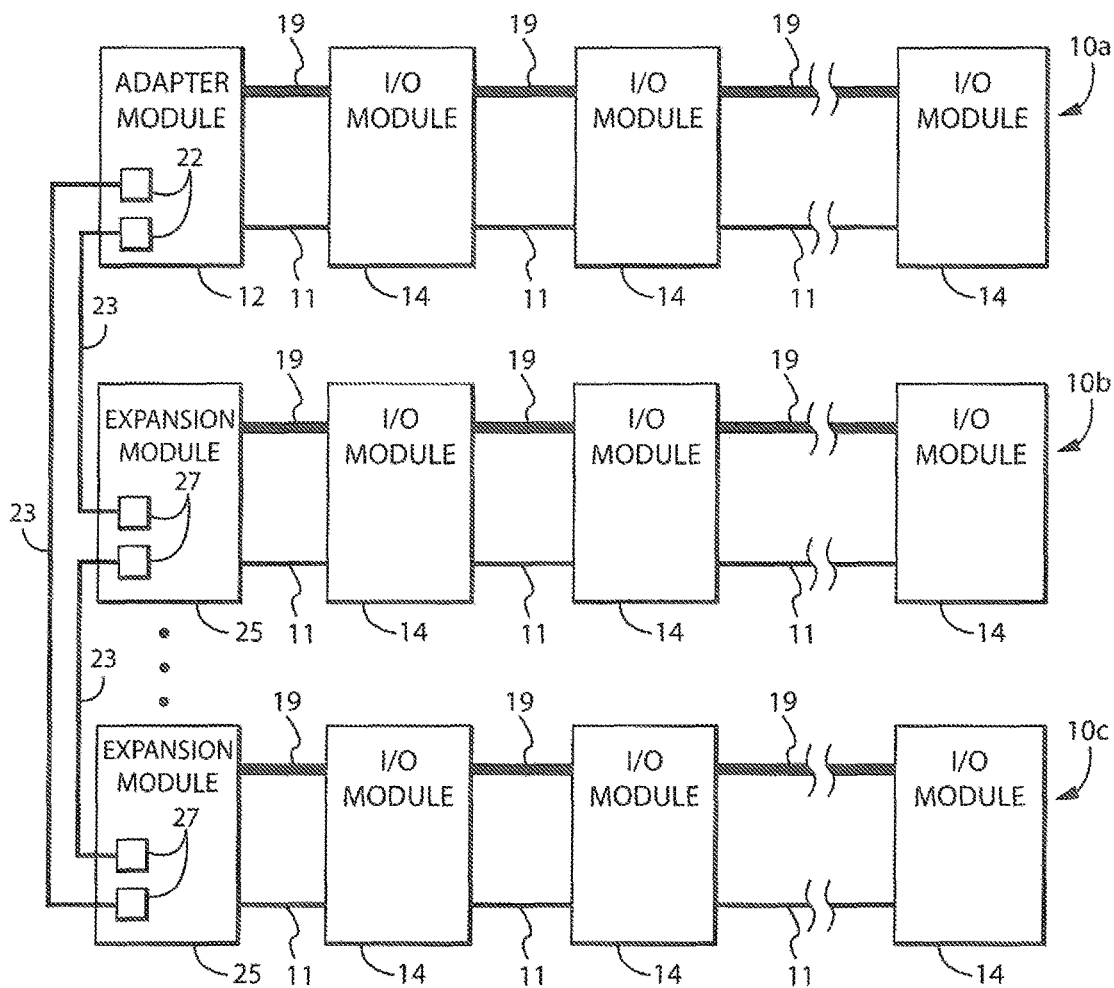 19
19
19
10a
ADAPTER
MODULE
I/O
MODULE
I/O
MODULE
I/O
MODULE
22
12
11
14
11
14
11
14
23
19
19
19
10b
EXPANSION
MODULE
I/O
MODULE
I/O
MODULE
I/O
MODULE
27
23
25
11
14
11
14
11
14
23
19
19
19
10c
EXPANSION
MODULE
I/O
MODULE
I/O
MODULE
I/O
MODULE
27
25
11
14
11
14
11
14